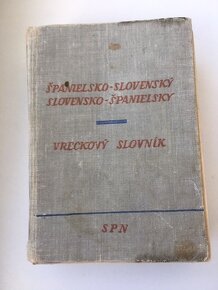 ŠPANIELSKO-SLOVENSKÝ
SLOVENSKO-ŠPANIELSKY
VRECKOVÝ SLOVNÍK
SPN